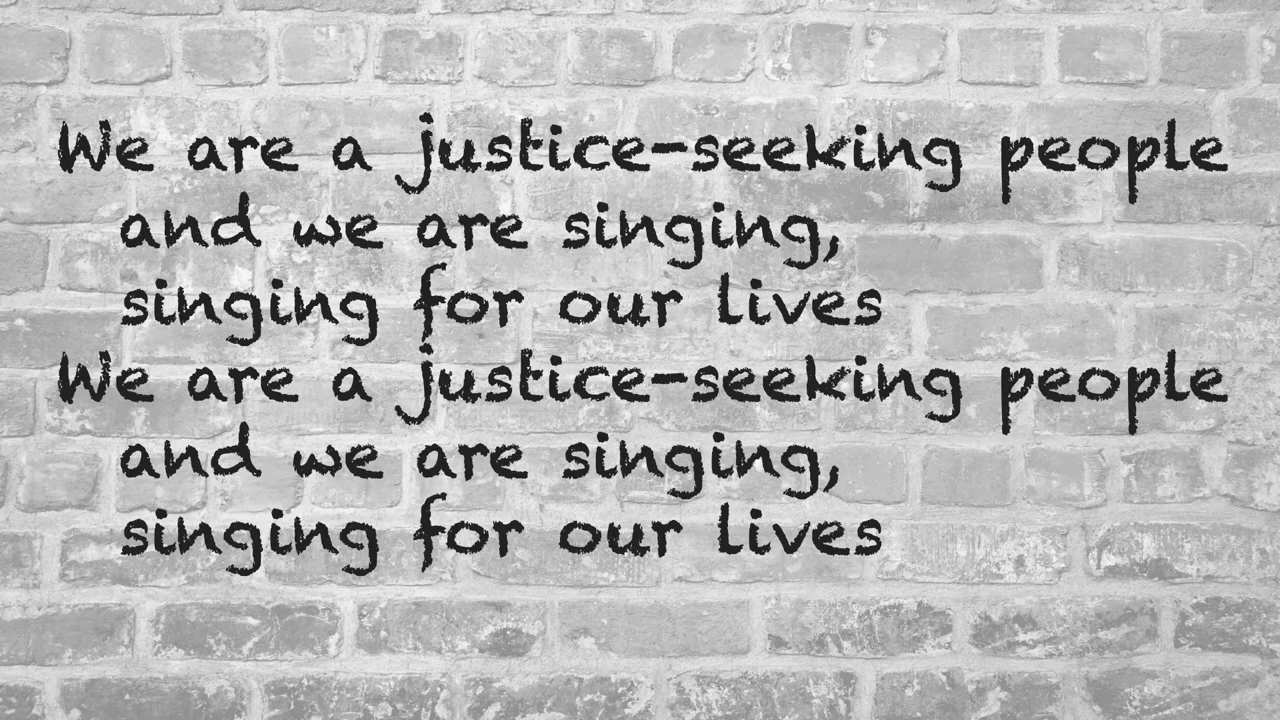 We are a justice-seeking people
and we are singing,
singing for our lives
We are a justice-seeking people
and we are singing,
singing for our lives